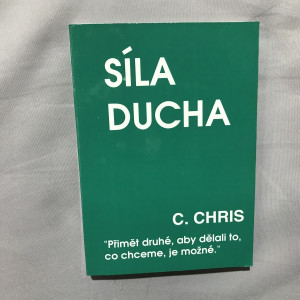 SÍLA
DUCHA
C. CHRIS
"Přimět druhé, aby dělali to,
co chceme, je možné."